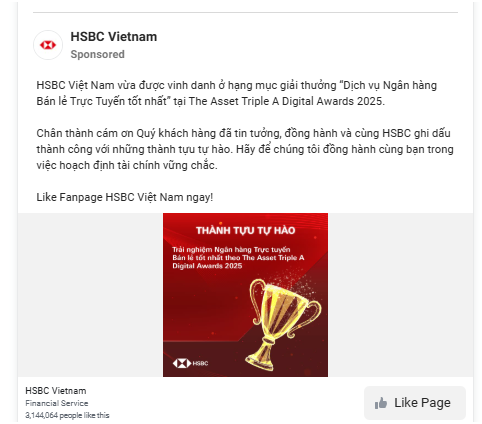 HSBC Vietnam
Sponsored
HSBC Việt Nam vừa được vinh danh ở hạng mục giải thưởng “Dịch vụ Ngân hàng
Bán lẻ Trực Tuyến tốt nhất” tại The Asset Triple A Digital Awards 2025.
Chân thành cám ơn Quý khách hàng đã tin tưởng, đồng hành và cùng HSBC ghi dấu
thành công với những thành tựu tự hào. Hãy để chúng tôi đồng hành cùng bạn trong
việc hoạch định tài chính vững chắc.
Like Fanpage HSBC Việt Nam ngay!
THÀNH TỰU TỰ HÀO
Trải nghiệm Ngân hàng Trực tuyến
Bán lẻ tốt nhất theo The Asset Triple A
Digital Awards 2025
HSBC
HSBC Vietnam
Financial Service
3,144,064 people like this
Like Page